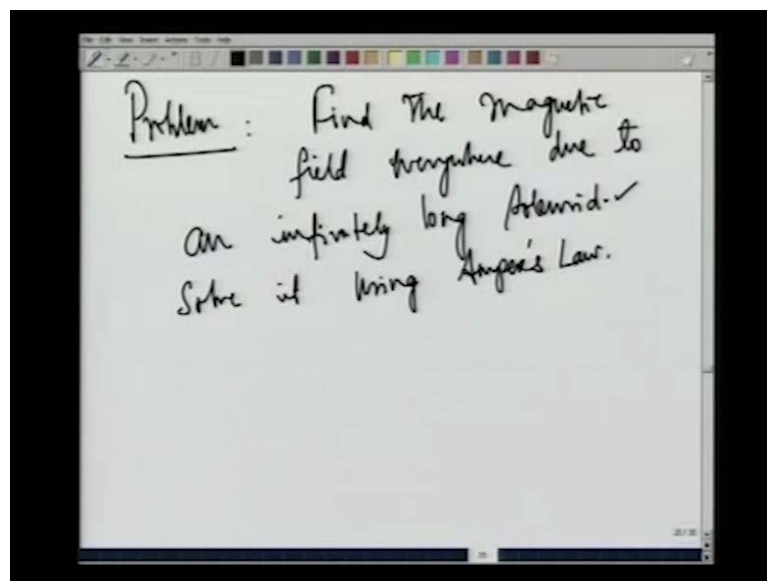 Problem : Find The magnetic
field everywhere due to
an infinitely long Solenoid.
Solve it using Ampere's Law.